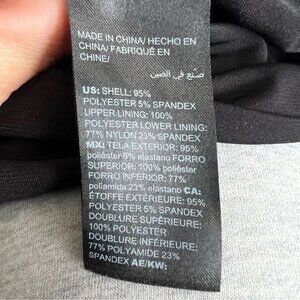 MADE IN CHINA/ HECHO EN
CHINA/ FABRIQUÉ EN
CHINE/
صنع في الصين
US: SHELL: 95%
POLYESTER 5% SPANDEX
UPPER LINING: 100%
POLYESTER LOWER LINING:
77% NYLON 23% SPANDEX
MX: TELA EXTERIOR: 95%
poliéster 5% elastano FORRO
SUPERIOR: 100% poliéster
FORRO INFERIOR: 77%
poliamida 23% elastano CA:
ÉTOFFE EXTÉRIEURE: 95%
POLYESTER 5% SPANDEX
DOUBLURE SUPÉRIEURE:
100% POLYESTER
DOUBLURE INFÉRIEURE:
77% POLYAMIDE 23%
SPANDEX AE/KW: